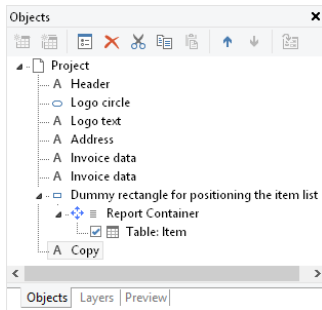 Objects
Project
Header
Logo circle
Logo text
Address
Invoice data
Invoice data
Dummy rectangle for positioning the item list
Report Container
Table: Item
Copy
Objects Layers Preview